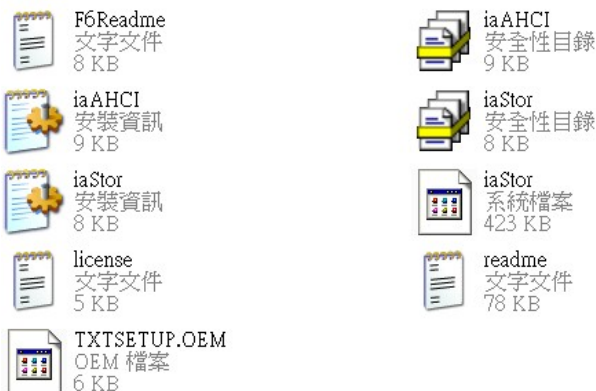 F6Readme
文字文件
8 KB
iaAHCI
安全性目錄
9 KB
iaAHCI
安裝資訊
9 KB
iaStor
安全性目錄
8 KB
iaStor
安裝資訊
8 KB
iaStor
系統檔案
423 KB
license
文字文件
5 KB
readme
文字文件
78 KB
TXTSETUP.OEM
OEM 檔案
6 KB